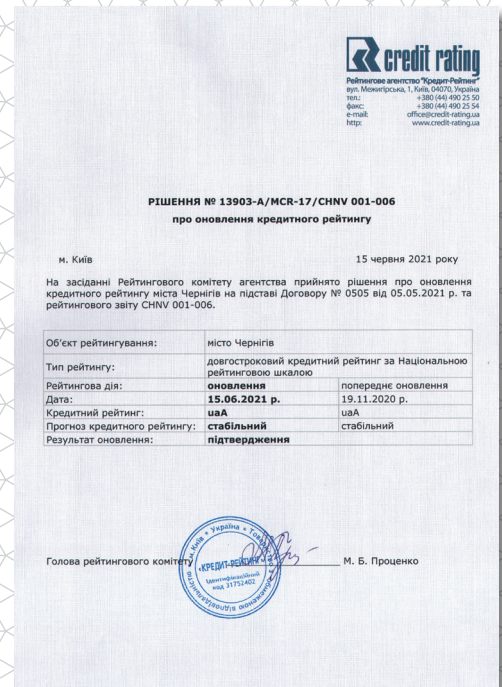 credit rating
Рейтингове агентство "Кредит-Рейтинг"
вул. Межигірська, 1, Київ, 04070, Україна
тел.: +380 (44) 490 25 50
факс: +380 (44) 490 25 54
e-mail: office@credit-rating.ua
http: www.credit-rating.ua
РІШЕННЯ № 13903-A/MCR-17/CHNV 001-006
про оновлення кредитного рейтингу
м. Київ 15 червня 2021 року
На засіданні Рейтингового комітету агентства прийнято рішення про оновлення
кредитного рейтингу міста Чернігів на підставі Договору № 0505 від 05.05.2021 р. та
рейтингового звіту CHNV 001-006.
Об'єкт рейтингування: місто Чернігів
Тип рейтингу: довгостроковий кредитний рейтинг за Національною
рейтинговою шкалою
Рейтингова дія: оновлення попереднє оновлення
Дата: 15.06.2021 р. 19.11.2020 р.
Кредитний рейтинг: uaA uaA
Прогноз кредитного рейтингу: стабільний стабільний
Результат оновлення: підтвердження
Голова рейтингового комітету М. Б. Проценко
м.Київ * Україна * Товариство з обмеженою відповідальністю
«КРЕДИТ-РЕЙТИНГ»
Ідентифікаційний
код 31752402